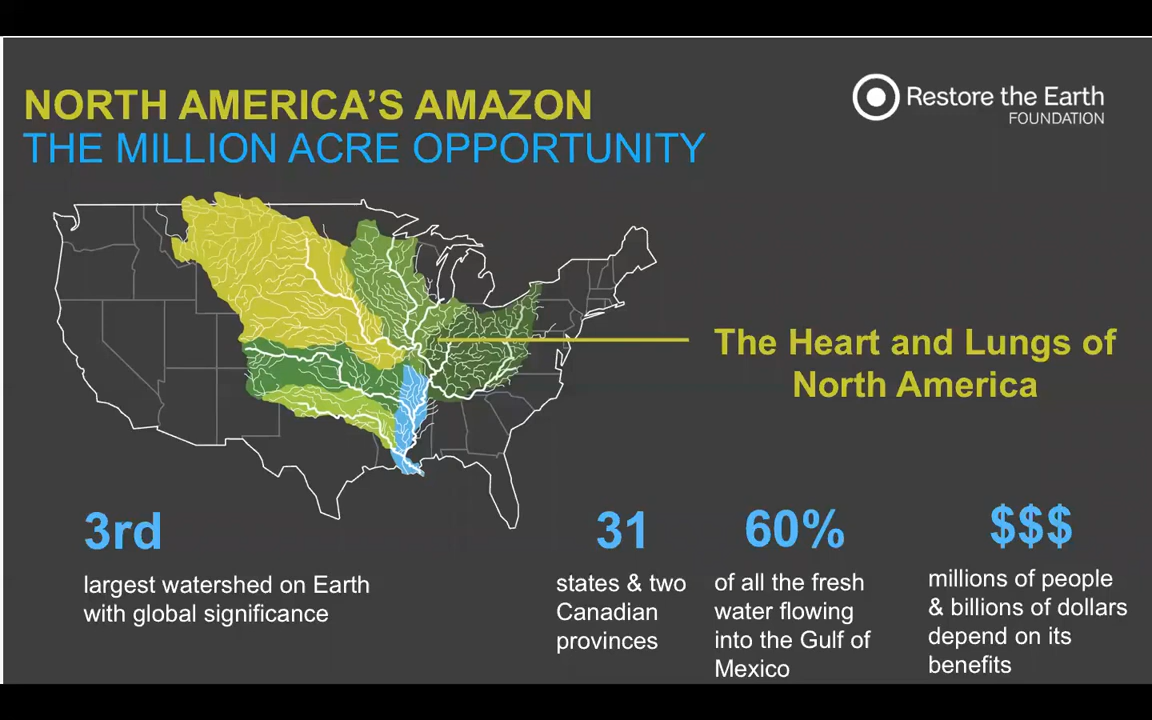 NORTH AMERICA'S AMAZON
THE MILLION ACRE OPPORTUNITY
Restore the Earth
FOUNDATION
The Heart and Lungs of
North America
3rd
largest watershed on Earth
with global significance
31
states & two
Canadian
provinces
60%
of all the fresh
water flowing
into the Gulf of
Mexico
$$$
millions of people
& billions of dollars
depend on its
benefits